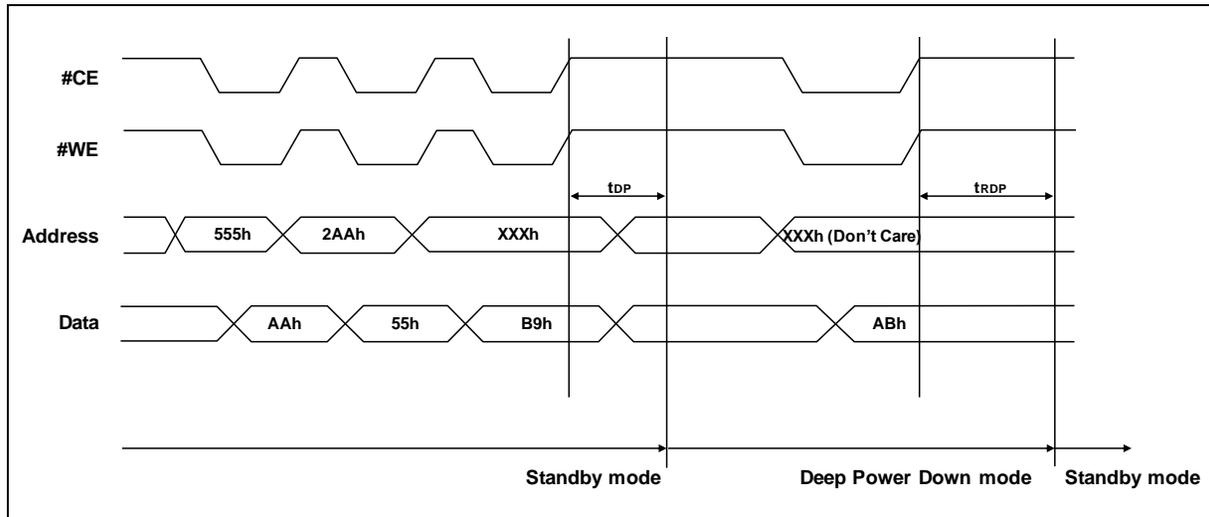 #CE
#WE
tDP
tRDP
Address
555h
2AAh
XXXh
XXXh (Don't Care)
Data
AAh
55h
B9h
ABh
Standby mode
Deep Power Down mode
Standby mode